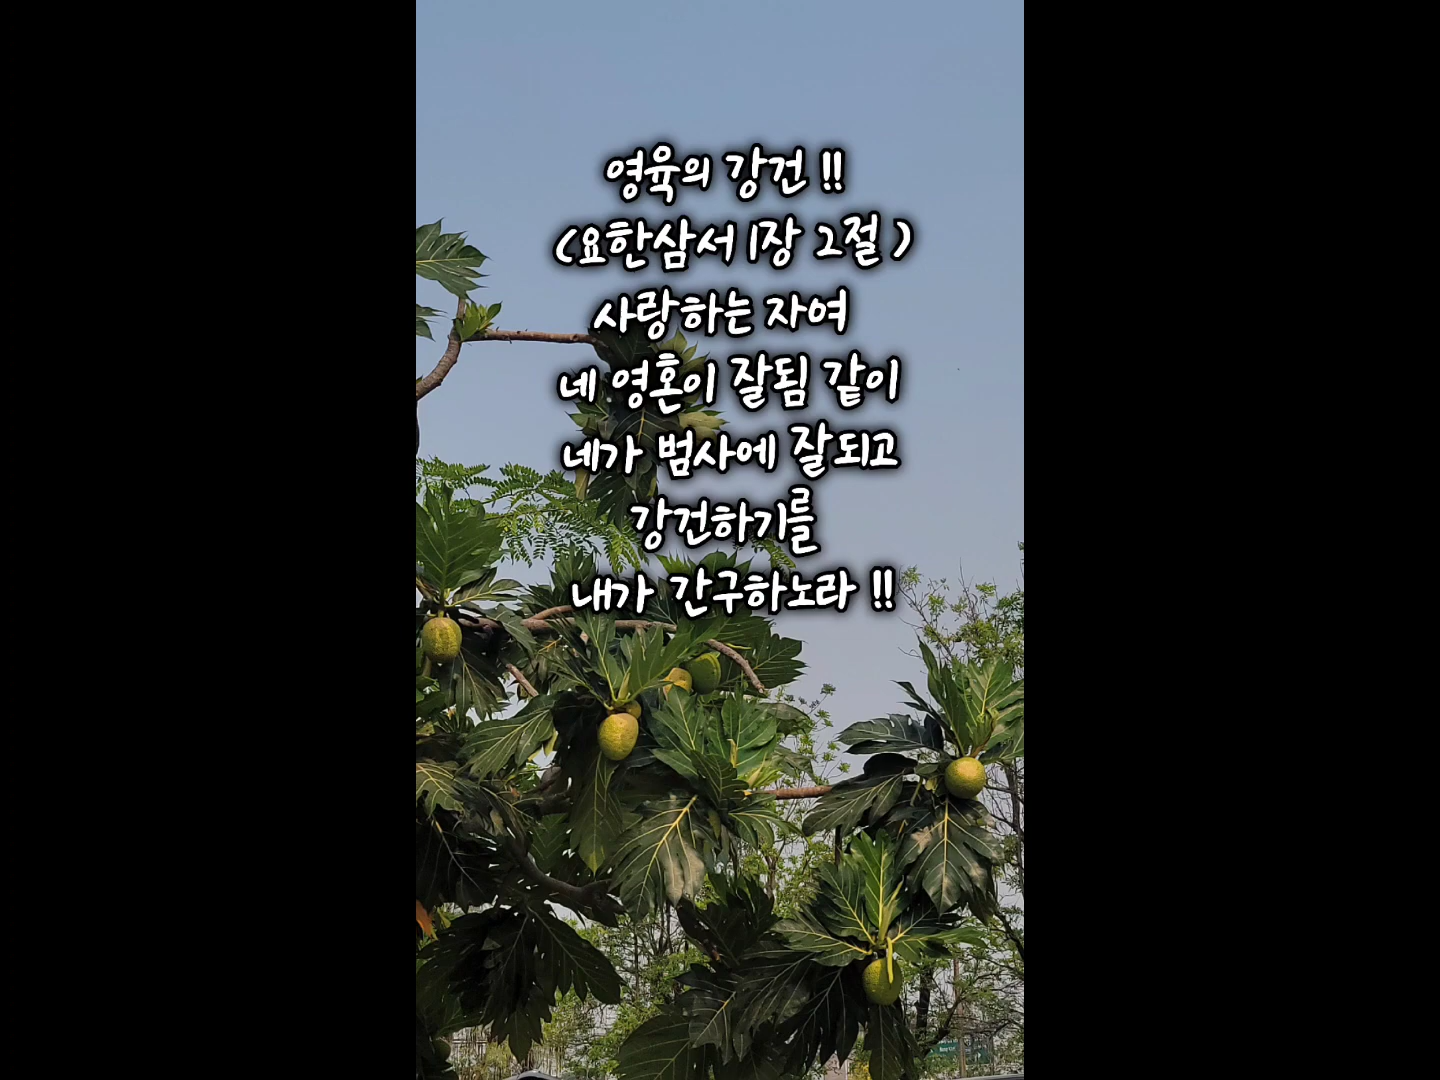 영육의 강건 !!
(요한삼서 1장 2절 )
사랑하는 자여
네 영혼이 잘됨 같이
네가 범사에 잘되고
강건하기를
내가 간구하노라 !!